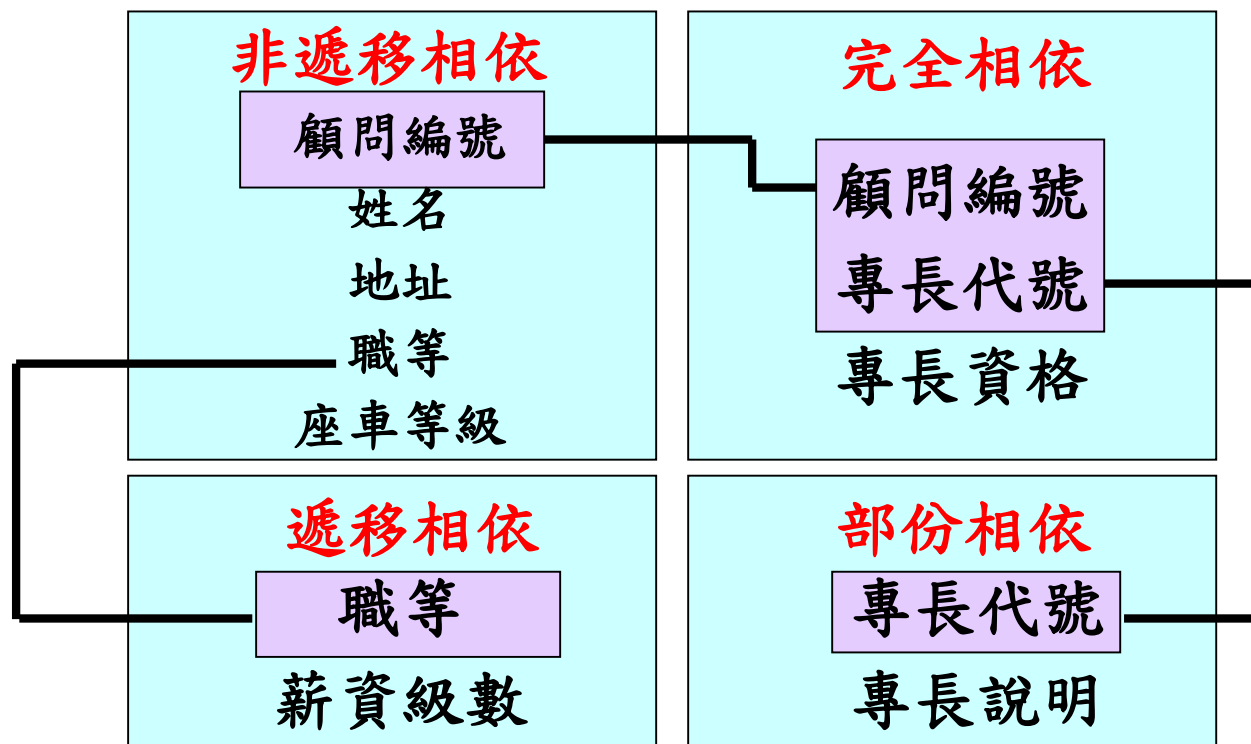 非遞移相依
顧問編號
姓名
地址
職等
座車等級
完全相依
顧問編號
專長代號
專長資格
遞移相依
職等
薪資級數
部份相依
專長代號
專長說明